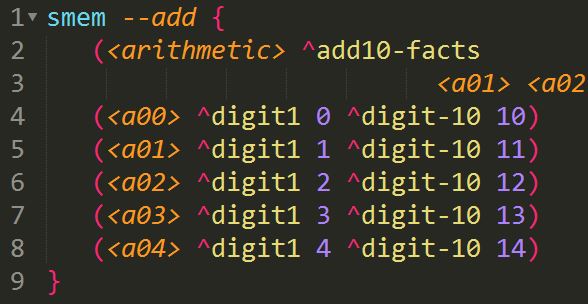 1 smem --add {
2 (<arithmetic> ^add10-facts
3 <a01> <a02
4 (<a00> ^digit1 0 ^digit-10 10)
5 (<a01> ^digit1 1 ^digit-10 11)
6 (<a02> ^digit1 2 ^digit-10 12)
7 (<a03> ^digit1 3 ^digit-10 13)
8 (<a04> ^digit1 4 ^digit-10 14)
9 }